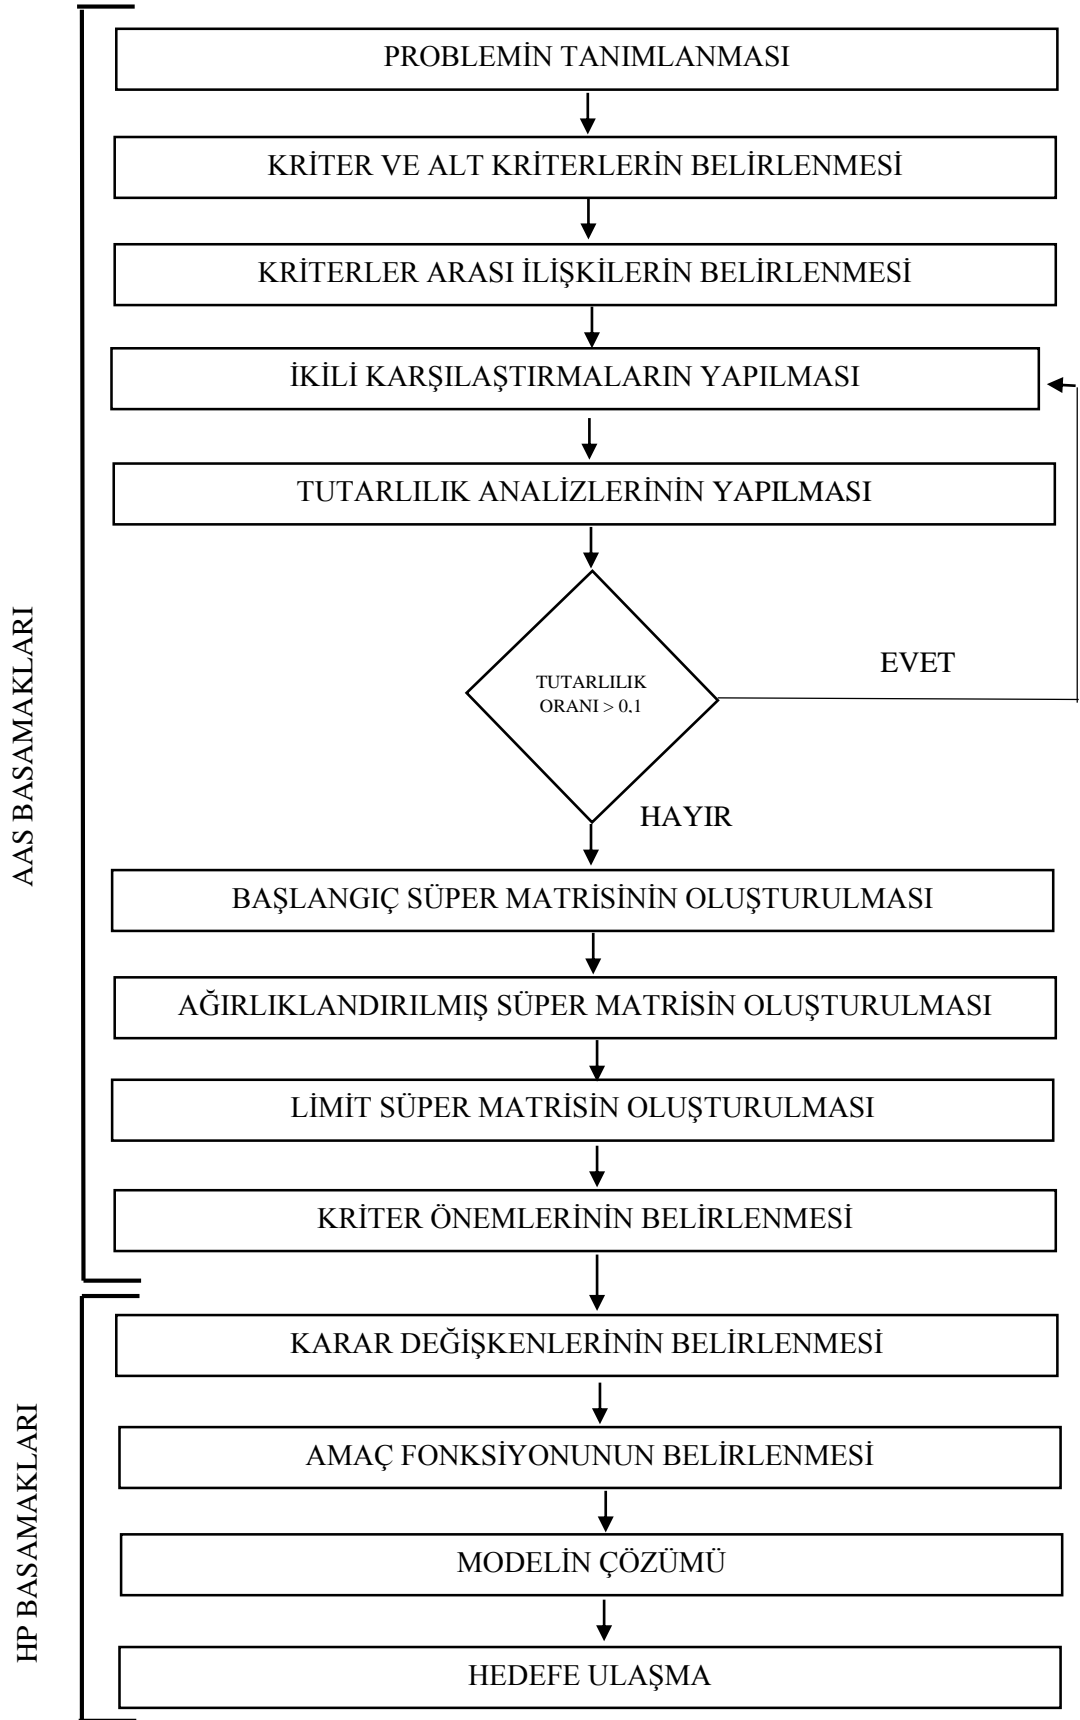 PROBLEMİN TANIMLANMASI
KRİTER VE ALT KRİTERLERİN BELİRLENMESİ
KRİTERLER ARASI İLİŞKİLERİN BELİRLENMESİ
İKİLİ KARŞILAŞTIRMALARIN YAPILMASI
TUTARLILIK ANALİZLERİNİN YAPILMASI
TUTARLILIK
ORANI > 0,1
EVET
HAYIR
BAŞLANGIÇ SÜPER MATRİSİNİN OLUŞTURULMASI
AĞIRLIKLANDIRILMIŞ SÜPER MATRİSİN OLUŞTURULMASI
LİMİT SÜPER MATRİSİN OLUŞTURULMASI
KRİTER ÖNEMLERİNİN BELİRLENMESİ
AAS BASAMAKLARI
KARAR DEĞİŞKENLERİNİN BELİRLENMESİ
AMAÇ FONKSİYONUNUN BELİRLENMESİ
MODELİN ÇÖZÜMÜ
HEDEFE ULAŞMA
HP BASAMAKLARI